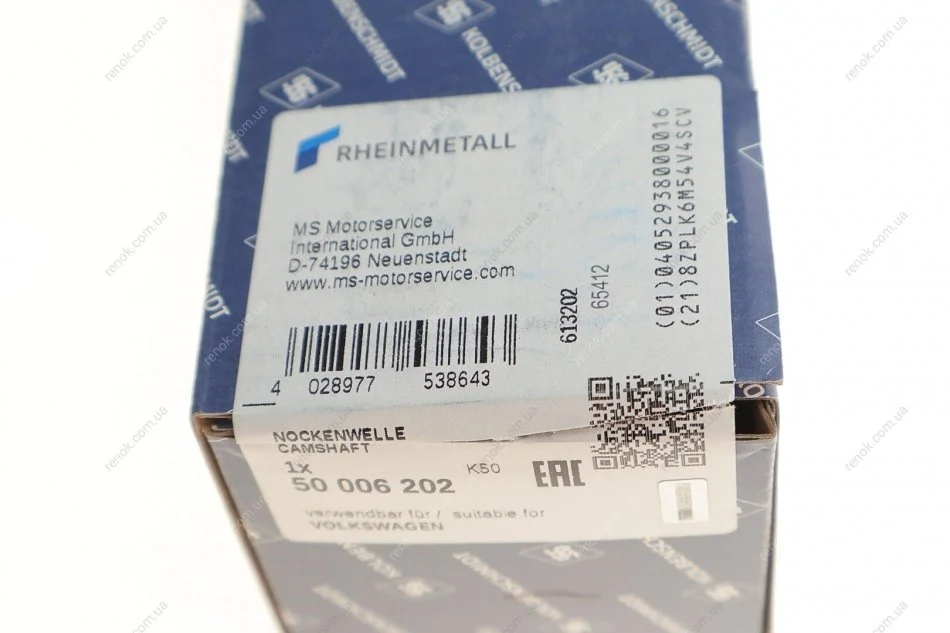 KOLBENSCHMIDT
RHEINMETALL
MS Motorservice
International GmbH
D-74196 Neuenstadt
www.ms-motorservice.com
4 028977 538643
613202
65412
(01)04052938000016
(21)8ZPLK6M54V4SCV
NOCKENWELLE
CAMSHAFT
1x
K50
50 006 202
EAC
verwendbar für / suitable for
VOLKSWAGEN
renok.com.ua